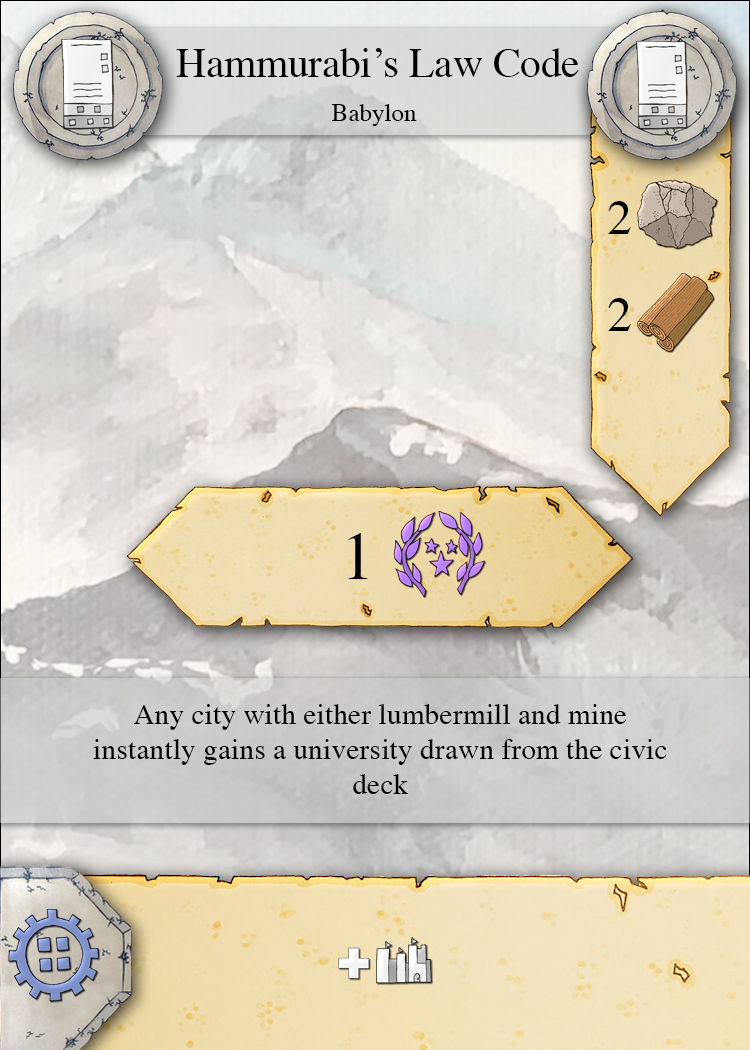 Hammurabi’s Law Code
Babylon
2
2
1
Any city with either lumbermill and mine
instantly gains a university drawn from the civic
deck
+